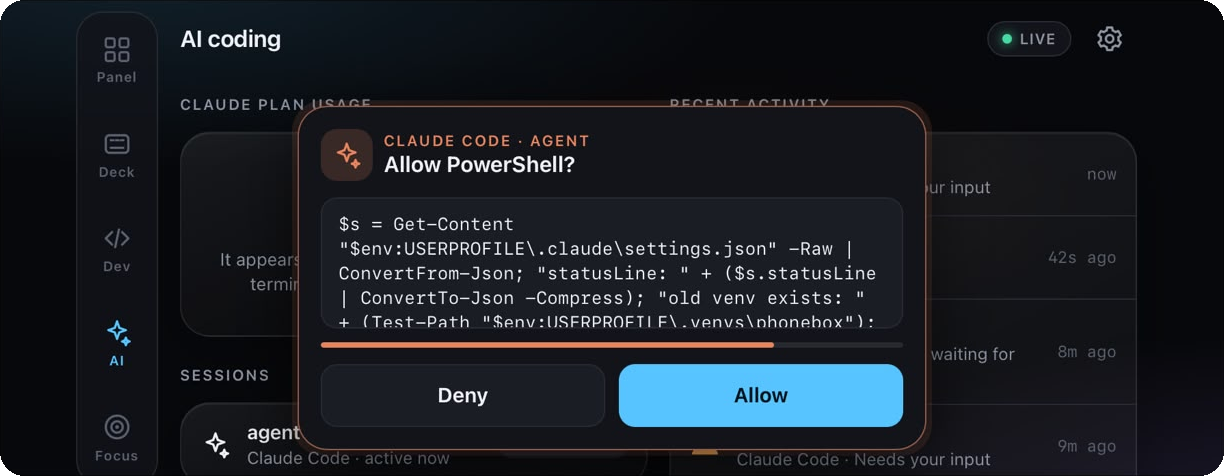 AI coding
LIVE
Panel
Deck
Dev
AI
Focus
CLAUDE PLAN USAGE
RECENT ACTIVITY
It appears
CLAUDE CODE · AGENT
Allow PowerShell?
$s = Get-Content
"$env:USERPROFILE\.claude\settings.json" -Raw |
ConvertFrom-Json; "statusLine: " + ($s.statusLine
| ConvertTo-Json -Compress); "old venv exists: "
+ (Test-Path "$env:USERPROFILE\.venvs\phonebox");
Deny
Allow
input
now
42s ago
waiting for
8m ago
SESSIONS
agent
Claude Code · active now
9m ago
Claude Code · Needs your input